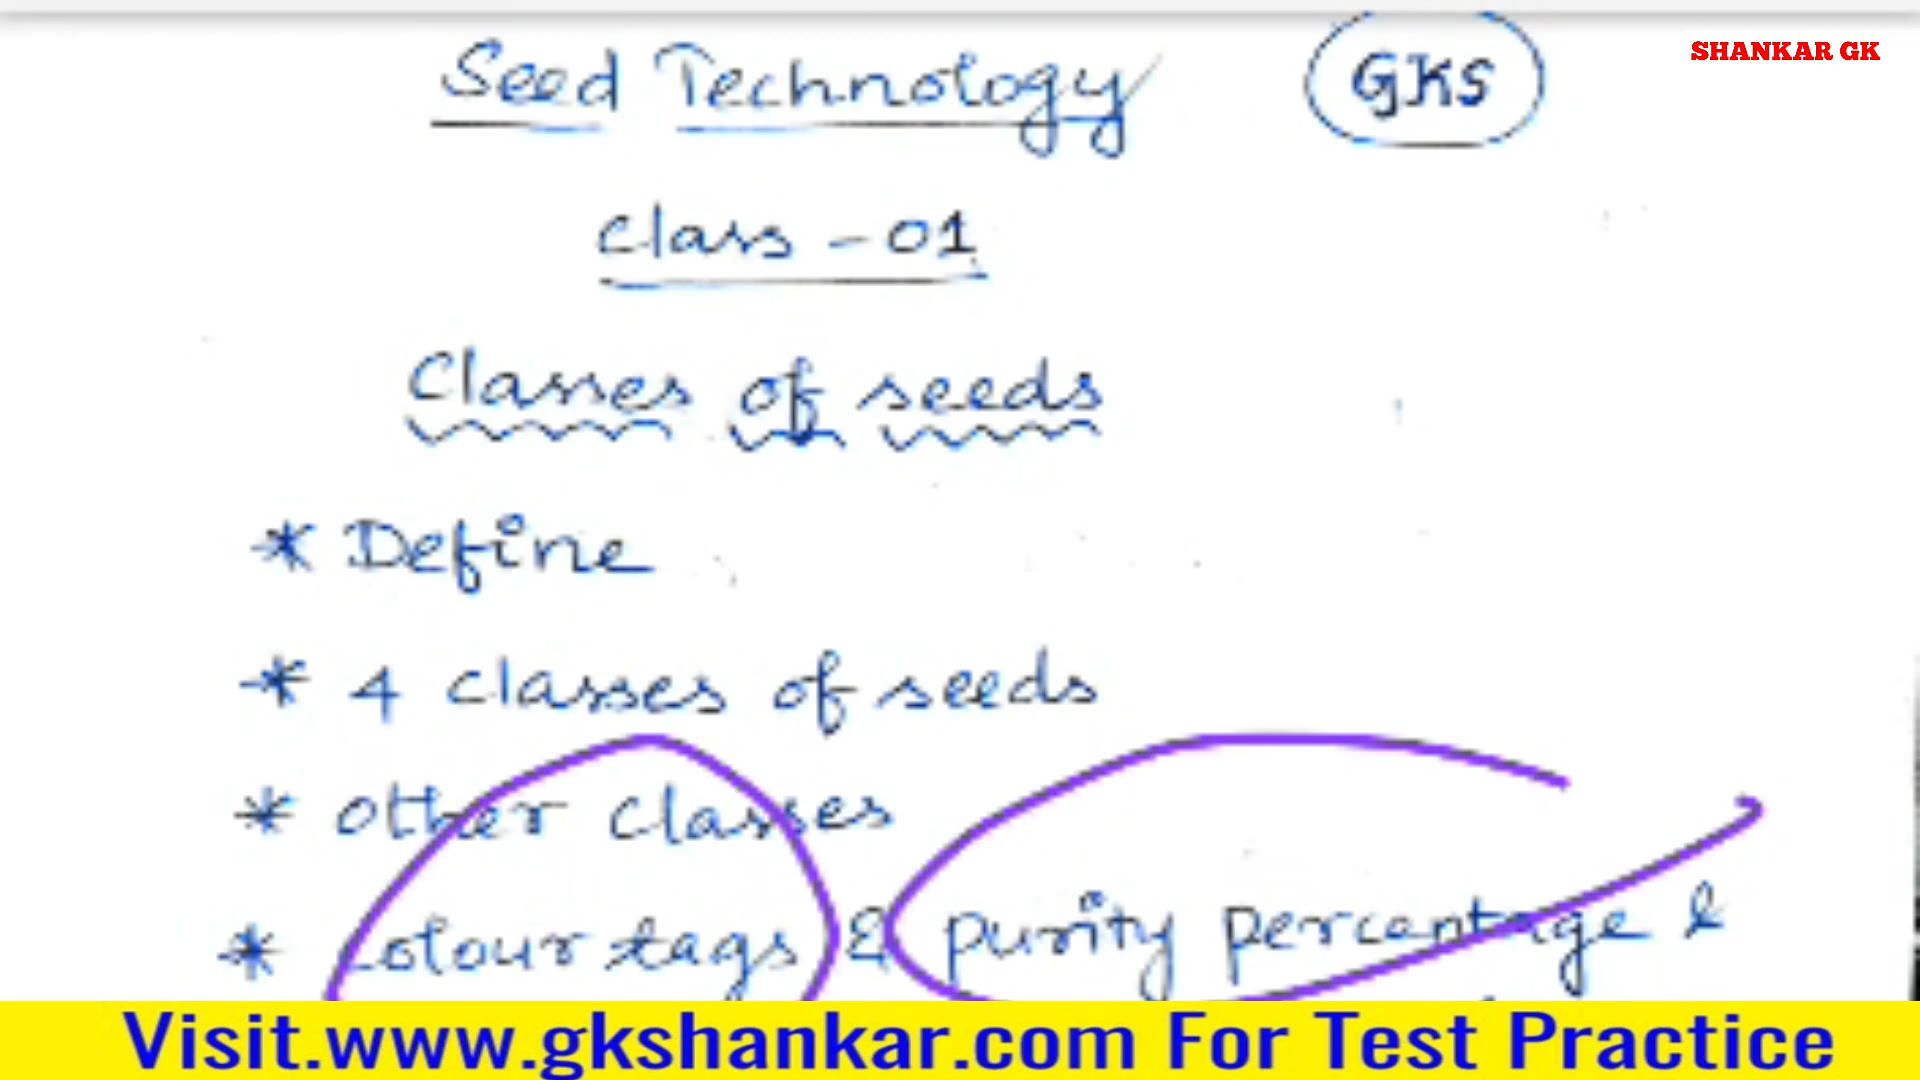 SHANKAR GK
Seed Technology
GKS
Class - 01
Classes of seeds
* Define
* 4 classes of seeds
* other classes
* colour tags & purity percentage &
Visit.www.gkshankar.com For Test Practice